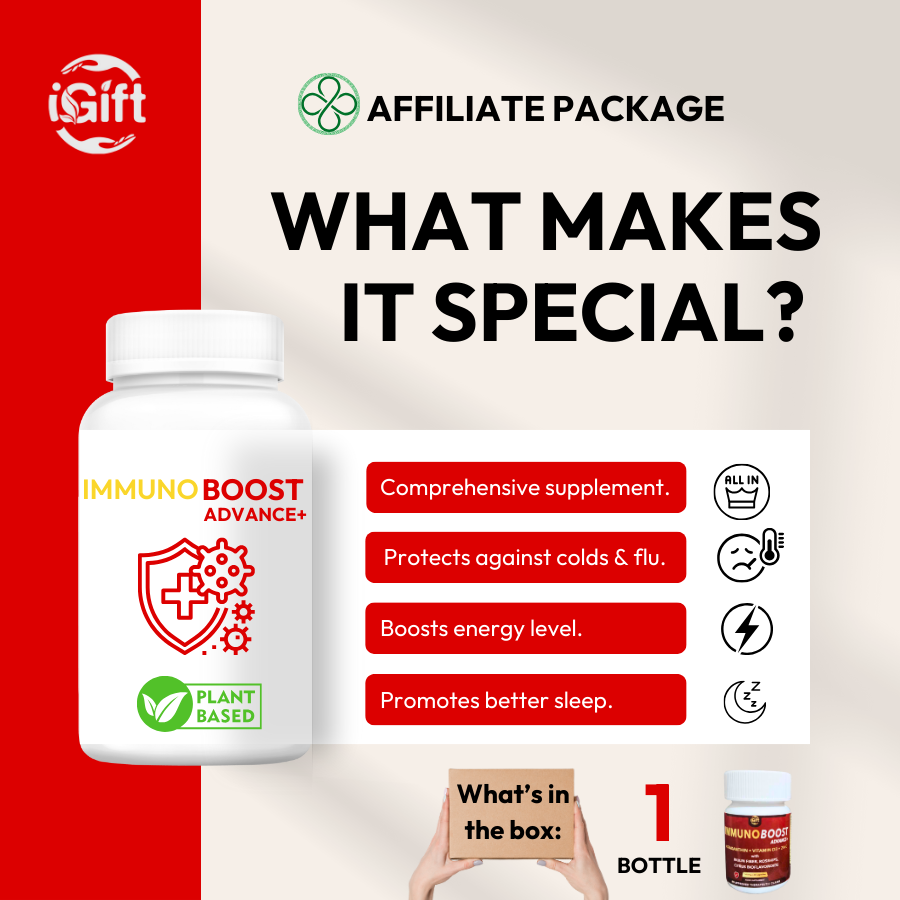 iGift
AFFILIATE PACKAGE
WHAT MAKES
IT SPECIAL?
IMMUNO BOOST
ADVANCE+
PLANT
BASED
Comprehensive supplement.
ALL IN
Protects against colds & flu.
Boosts energy level.
Promotes better sleep.
zzZ
What's in
the box:
1
BOTTLE
IMMUNOBOOST
ADVANCE+